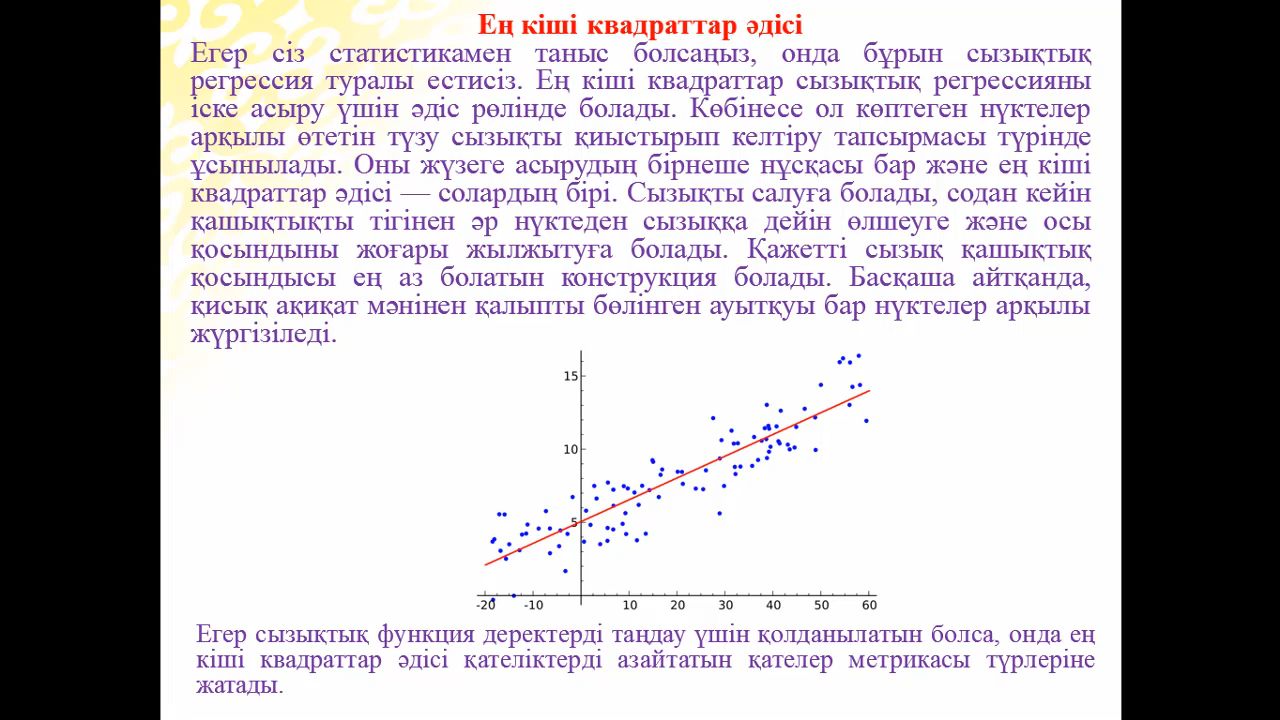 Ең кіші квадраттар әдісі
Егер сіз статистикамен таныс болсаңыз, онда бұрын сызықтық
регрессия туралы естисіз. Ең кіші квадраттар сызықтық регрессияны
іске асыру үшін әдіс рөлінде болады. Көбінесе ол көптеген нүктелер
арқылы өтетін түзу сызықты қиыстырып келтіру тапсырмасы түрінде
ұсынылады. Оны жүзеге асырудың бірнеше нұсқасы бар және ең кіші
квадраттар әдісі — солардың бірі. Сызықты салуға болады, содан кейін
қашықтықты тігінен әр нүктеден сызыққа дейін өлшеуге және осы
қосындыны жоғары жылжытуға болады. Қажетті сызық қашықтық
қосындысы ең аз болатын конструкция болады. Басқаша айтқанда,
қисық ақиқат мәнінен қалыпты бөлінген ауытқуы бар нүктелер арқылы
жүргізіледі.
15
10
5
-20 -10 10 20 30 40 50 60
Егер сызықтық функция деректерді таңдау үшін қолданылатын болса, онда ең
кіші квадраттар әдісі қателіктерді азайтатын қателер метрикасы түрлеріне
жатады.